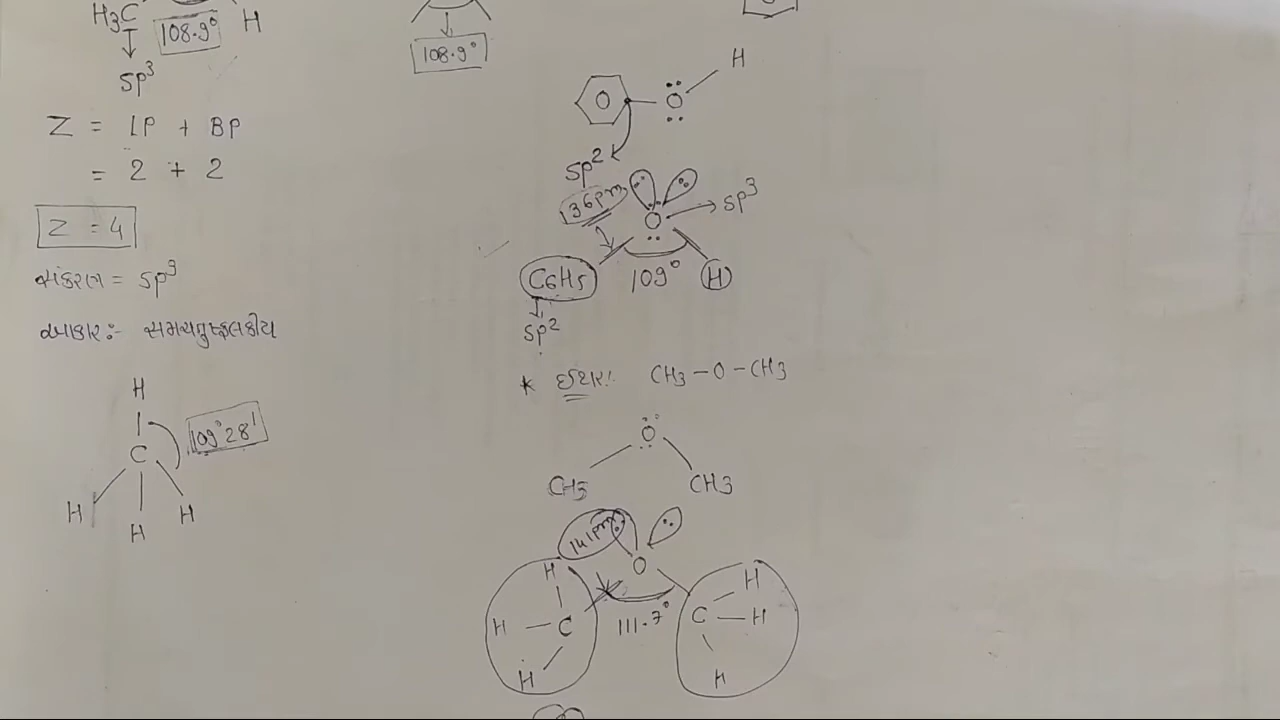 H₃C 108.9° H
sp³
Z = LP + BP
= 2 + 2
Z = 4
સંકરણ = sp³
આકાર:- સમચતુષ્ફલકીય
H
109°28'
C
H H H
108.9°
H
O O
sp²
136pm
O → sp³
C6H5 109° H
sp²
* ઈથર: CH₃ - O - CH₃
O
CH₃ CH₃
141pm
O
H H
H - C 111.7° C - H
H H